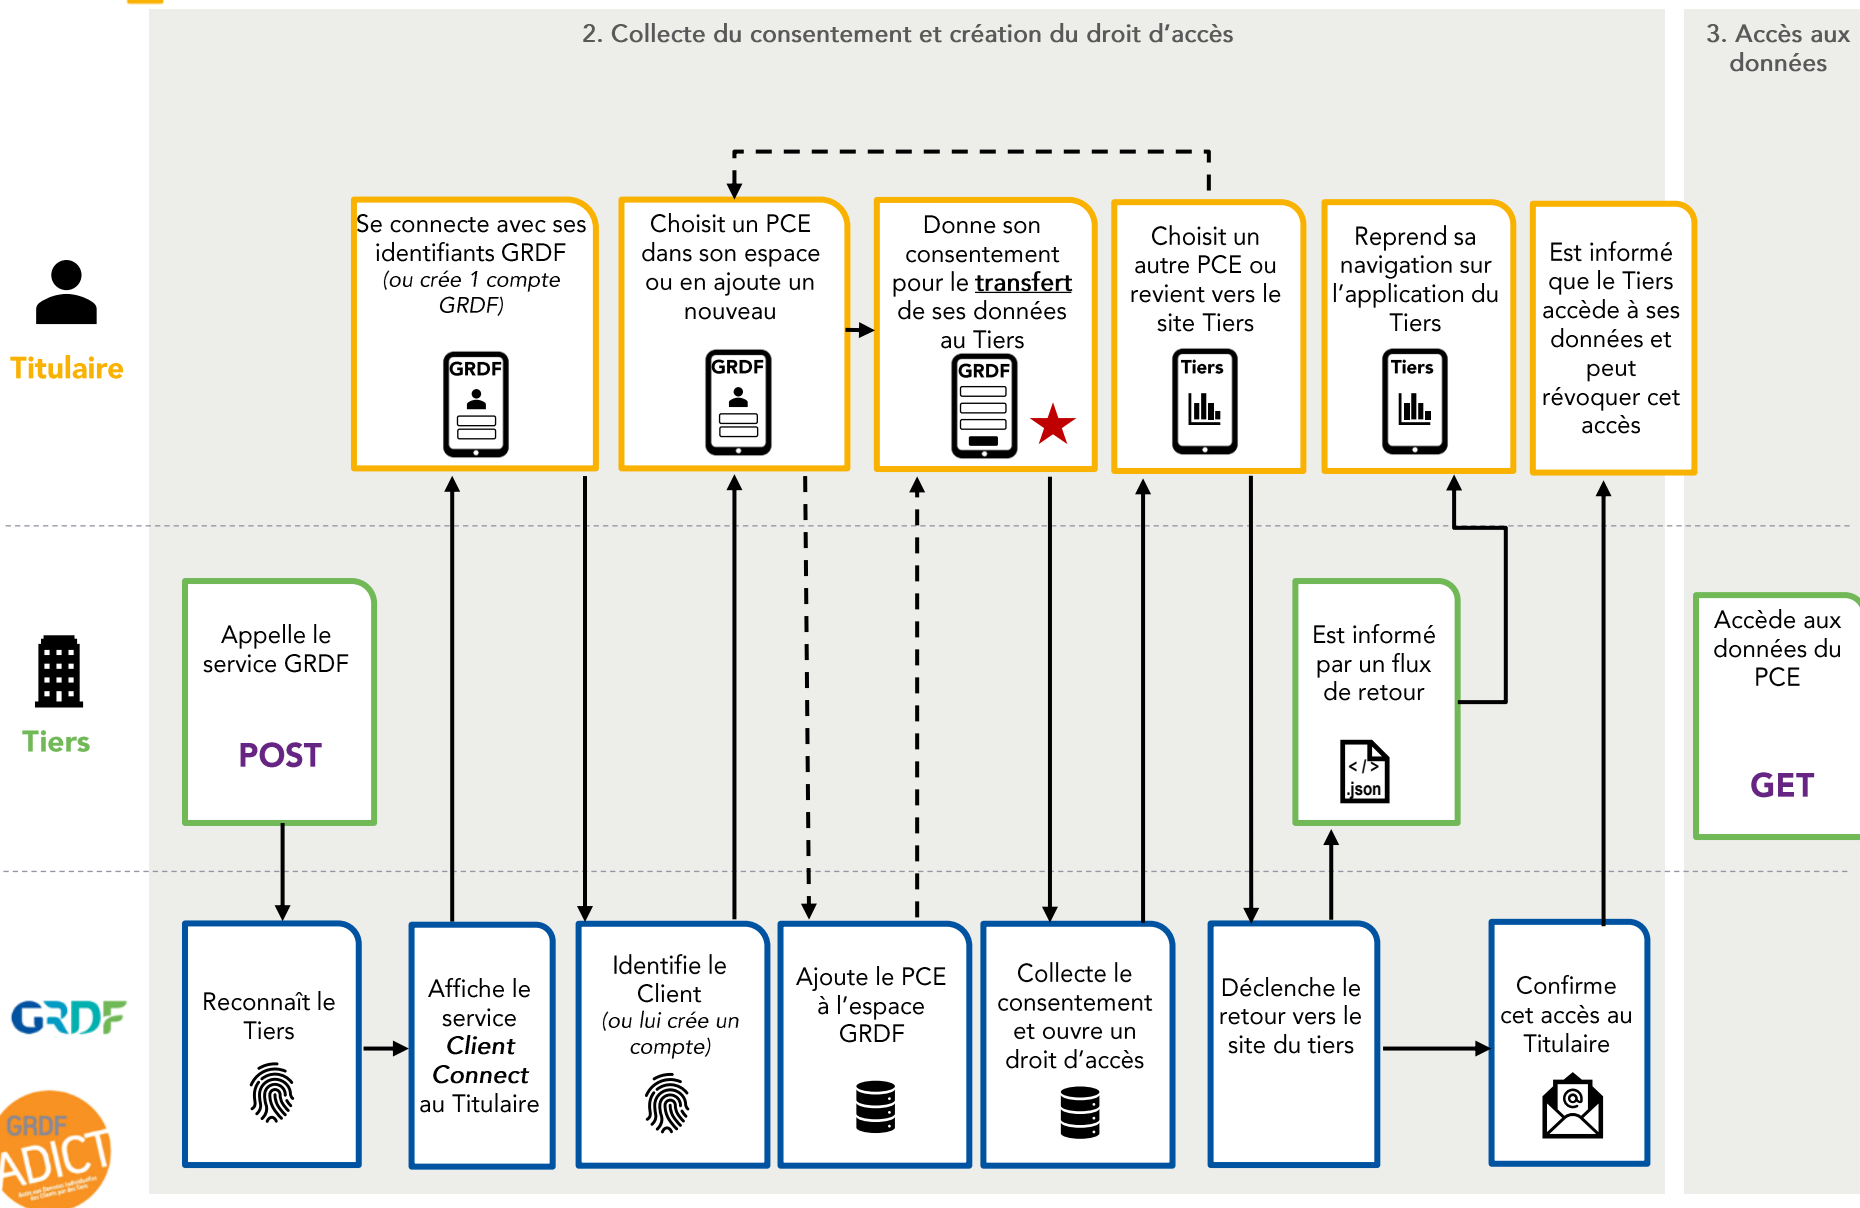 2. Collecte du consentement et création du droit d'accès
3. Accès aux
données
Titulaire
Se connecte avec ses
identifiants GRDF
(ou crée 1 compte
GRDF)
GRDF
Choisit un PCE
dans son espace
ou en ajoute un
nouveau
GRDF
Donne son
consentement
pour le transfert
de ses données
au Tiers
GRDF
Choisit un
autre PCE ou
revient vers le
site Tiers
Tiers
Reprend sa
navigation sur
l'application du
Tiers
Tiers
Est informé
que le Tiers
accède à ses
données et
peut
révoquer cet
accès
Tiers
Appelle le
service GRDF
POST
Est informé
par un flux
de retour
</>
.json
Accède aux
données du
PCE
GET
GRDF
GRDF
ADICT
Reconnaît le
Tiers
Affiche le
service
Client
Connect
au Titulaire
Identifie le
Client
(ou lui crée un
compte)
Ajoute le PCE
à l'espace
GRDF
Collecte le
consentement
et ouvre un
droit d'accès
Déclenche le
retour vers le
site du tiers
Confirme
cet accès au
Titulaire
@